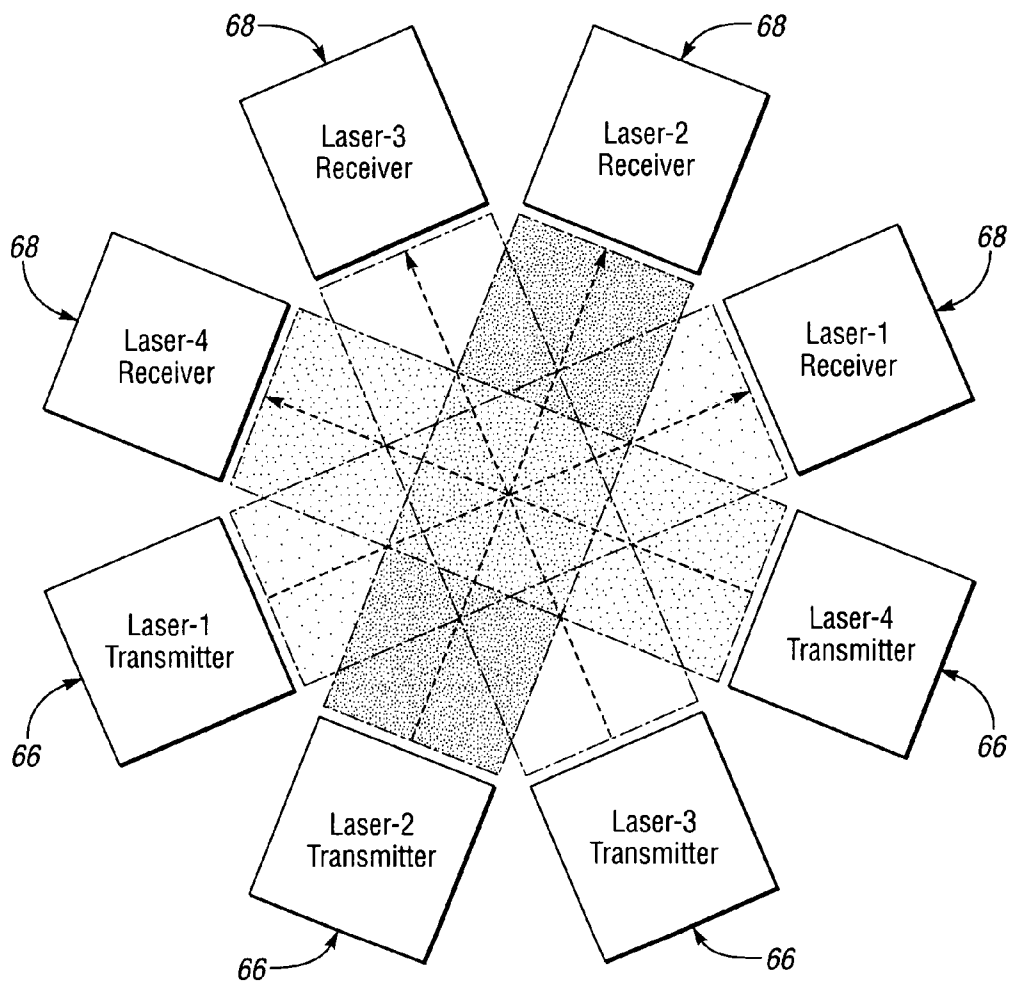 68
68
Laser-3
Receiver
Laser-2
Receiver
68
68
Laser-4
Receiver
Laser-1
Receiver
Laser-1
Transmitter
Laser-4
Transmitter
66
66
Laser-2
Transmitter
Laser-3
Transmitter
66
66